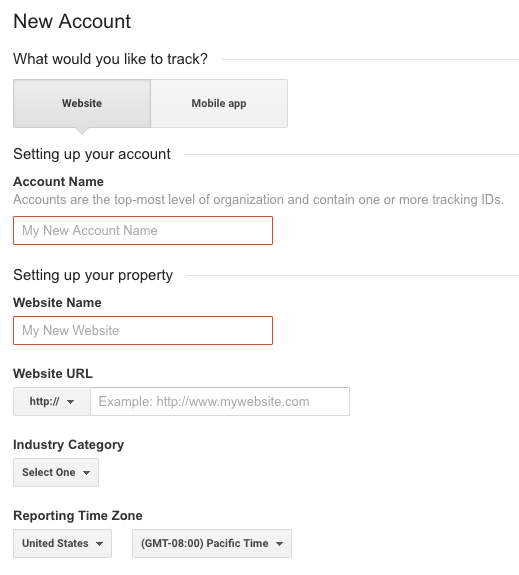 New Account
What would you like to track?
Website Mobile app
Setting up your account
Account Name
Accounts are the top-most level of organization and contain one or more tracking IDs.
My New Account Name
Setting up your property
Website Name
My New Website
Website URL
http:// Example: http://www.mywebsite.com
Industry Category
Select One
Reporting Time Zone
United States (GMT-08:00) Pacific Time